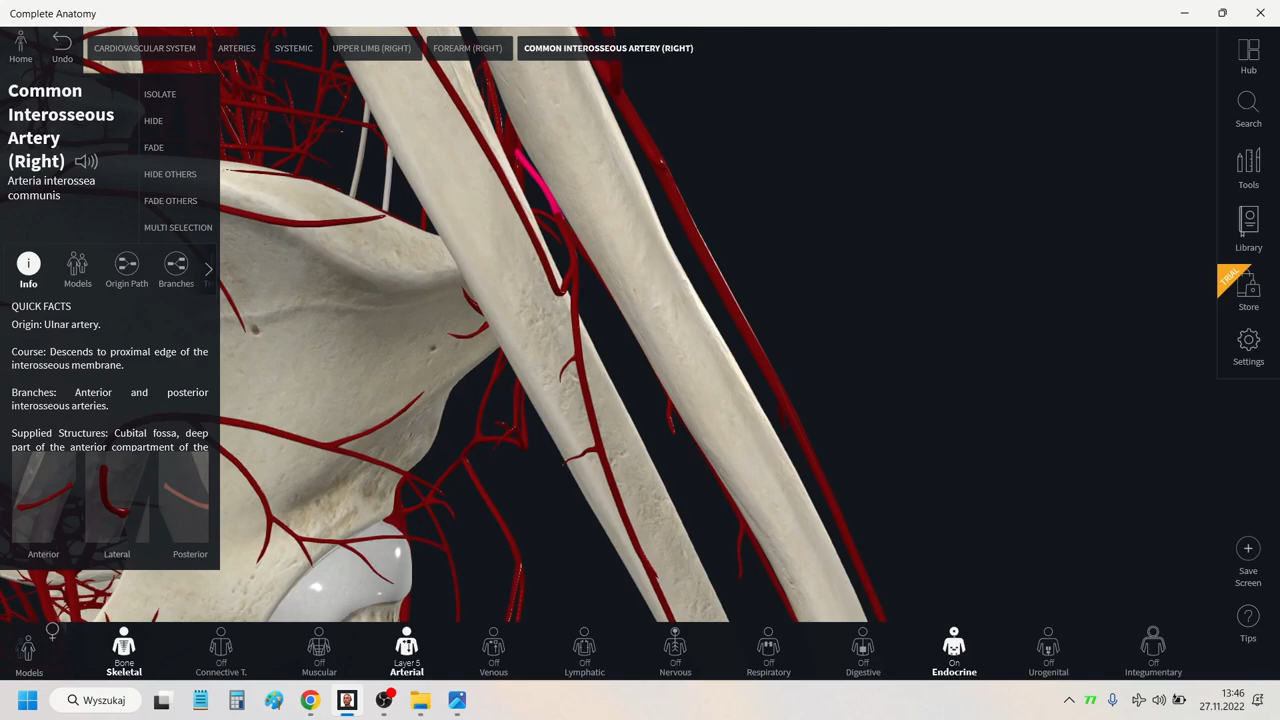 Complete Anatomy
Home
Undo
CARDIOVASCULAR SYSTEM
ARTERIES
SYSTEMIC
UPPER LIMB (RIGHT)
FOREARM (RIGHT)
COMMON INTEROSSEOUS ARTERY (RIGHT)
Common
Interosseous
Artery
(Right)
Arteria interossea
communis
ISOLATE
HIDE
FADE
HIDE OTHERS
FADE OTHERS
MULTI SELECTION
Info
Models
Origin Path
Branches
QUICK FACTS
Origin: Ulnar artery.
Course: Descends to proximal edge of the
interosseous membrane.
Branches: Anterior and posterior
interosseous arteries.
Supplied Structures: Cubital fossa, deep
part of the anterior compartment of the
Anterior
Lateral
Posterior
Hub
Search
Tools
Library
TRIAL
Store
Settings
Save
Screen
Tips
Models
Bone
Skeletal
Off
Connective T.
Off
Muscular
Layer 5
Arterial
Off
Venous
Off
Lymphatic
Off
Nervous
Off
Respiratory
Off
Digestive
On
Endocrine
Off
Urogenital
Off
Integumentary
Wyszukaj
77
13:46
27.11.2022